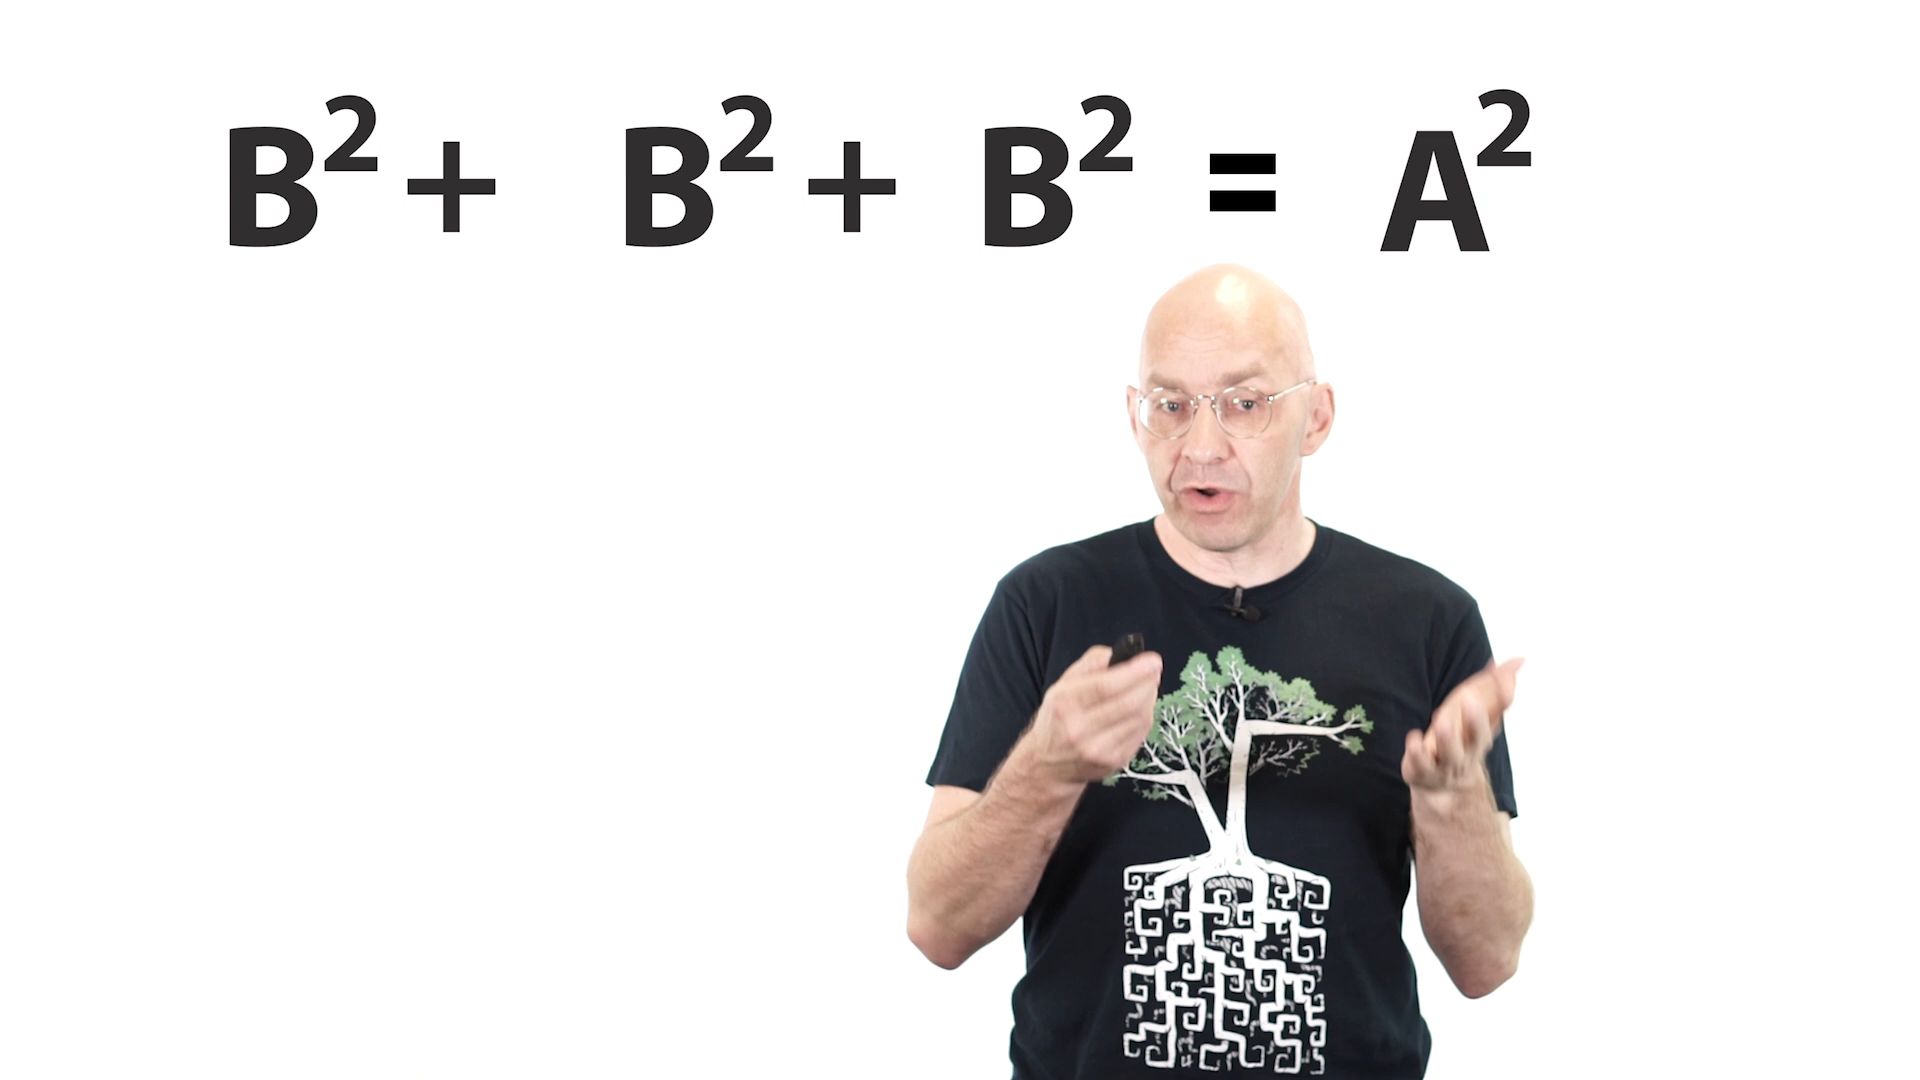 B² + B² + B² = A²